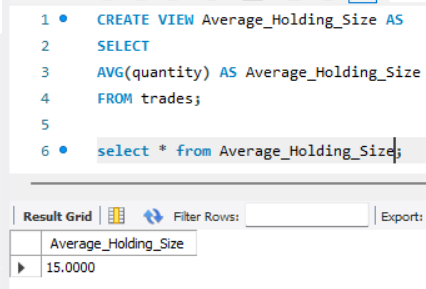 1 CREATE VIEW Average_Holding_Size AS
2 SELECT
3 AVG(quantity) AS Average_Holding_Size
4 FROM trades;
5
6 select * from Average_Holding_Size;
Result Grid Filter Rows: Export:
Average_Holding_Size
15.0000